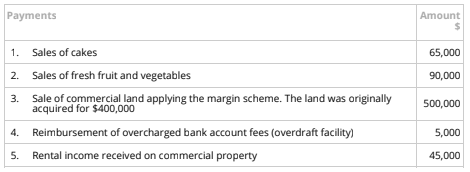 Payments Amount
$
1. Sales of cakes 65,000
2. Sales of fresh fruit and vegetables 90,000
3. Sale of commercial land applying the margin scheme. The land was originally
acquired for $400,000 500,000
4. Reimbursement of overcharged bank account fees (overdraft facility) 5,000
5. Rental income received on commercial property 45,000